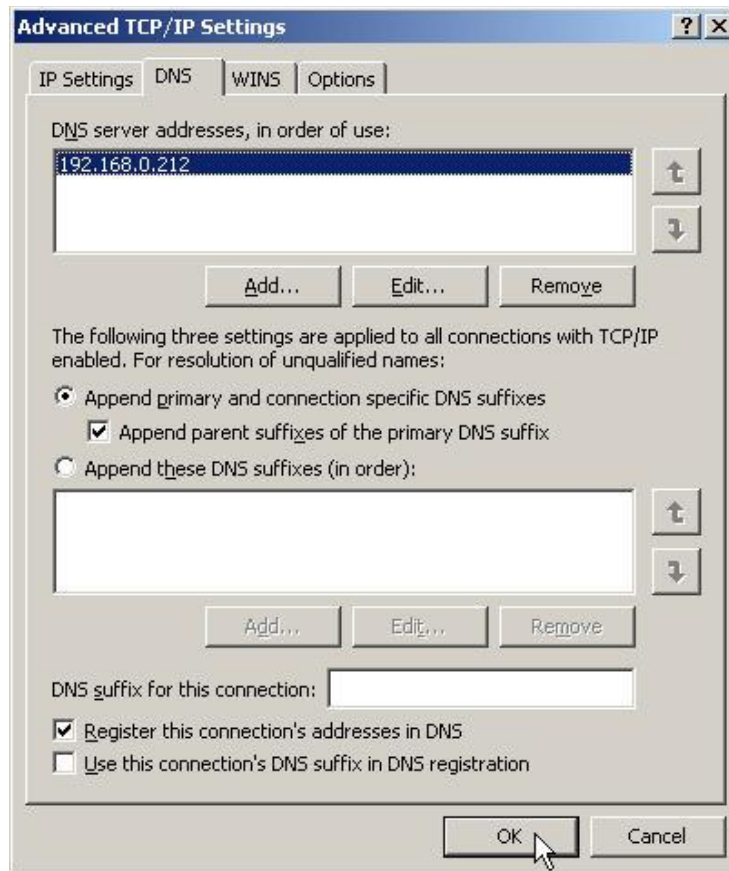 Advanced TCP/IP Settings
IP Settings DNS WINS Options
DNS server addresses, in order of use:
192.168.0.212
Add... Edit... Remove
The following three settings are applied to all connections with TCP/IP
enabled. For resolution of unqualified names:
Append primary and connection specific DNS suffixes
Append parent suffixes of the primary DNS suffix
Append these DNS suffixes (in order):
Add... Edit... Remove
DNS suffix for this connection:
Register this connection's addresses in DNS
Use this connection's DNS suffix in DNS registration
OK Cancel